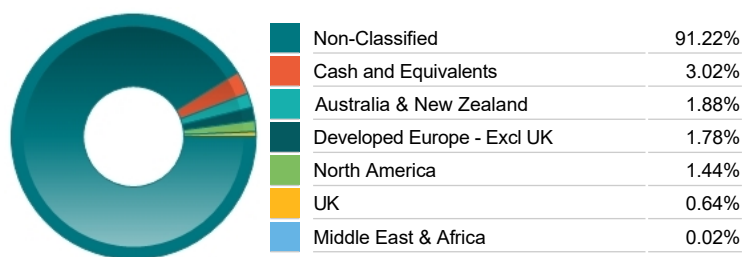 Non-Classified 91.22%
Cash and Equivalents 3.02%
Australia & New Zealand 1.88%
Developed Europe - Excl UK 1.78%
North America 1.44%
UK 0.64%
Middle East & Africa 0.02%